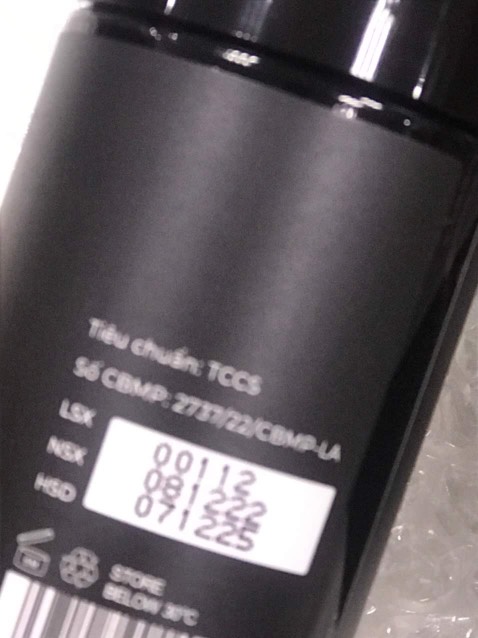 Tiêu chuẩn: TCCS
Số CBMP: 2737/22/CBMP-LA
LSX 00112
NSX 081222
HSD 071225
STORE
BELOW 30°C